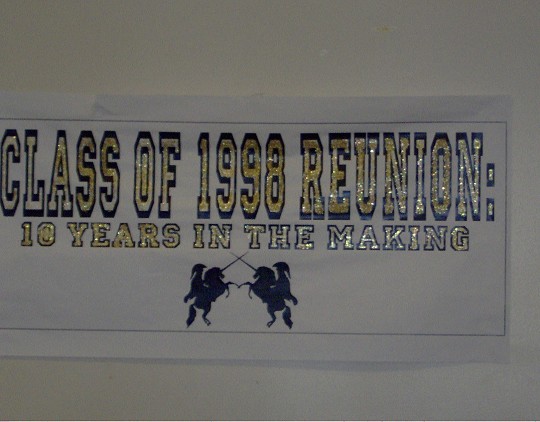 CLASS OF 1998 REUNION:
10 YEARS IN THE MAKING